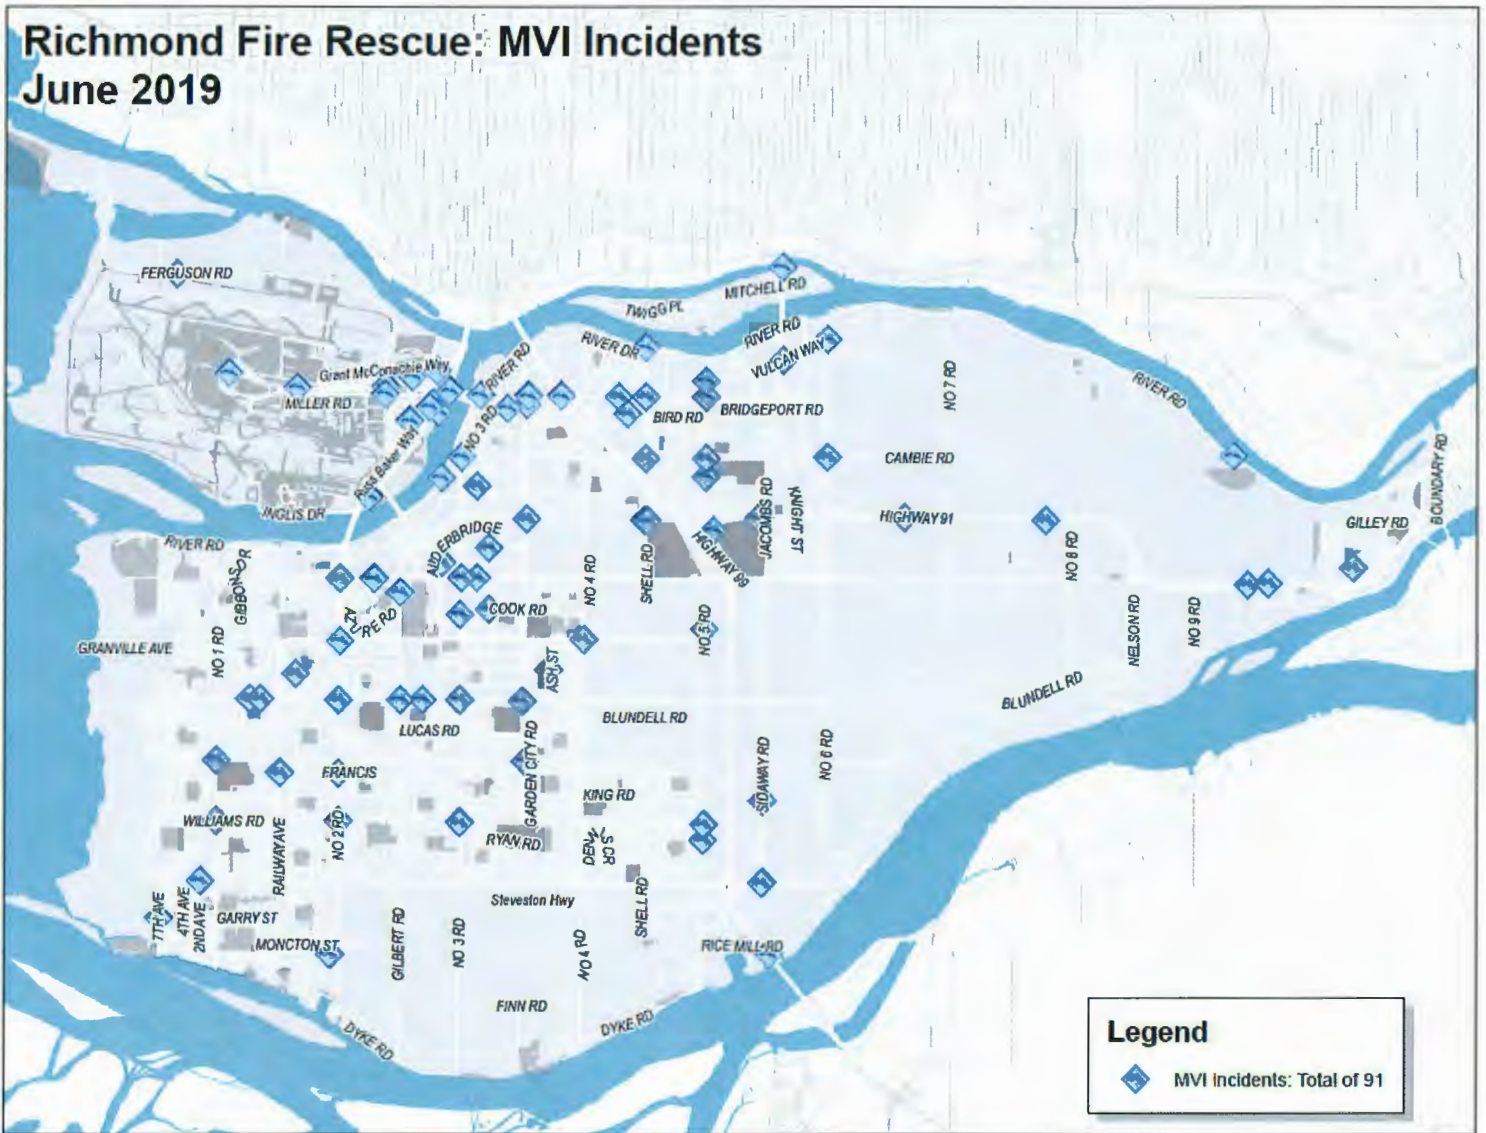 Richmond Fire Rescue: MVI Incidents
June 2019
FERGUSON RD
MITCHELL RD
TWIGG PL
RIVER RD
RIVER DR
VULCAN WAY
RIVER RD
Grant McConachie Way
MILLER RD
NO 7 RD
RIVER RD
BIRD RD
BRIDGEPORT RD
NO 3 RD
Russ Baker Way
CAMBIE RD
BOUNDARY RD
INGLIS DR
JACOMBS RD
KNIGHT ST
HIGHWAY 91
GILLEY RD
RIVER RD
HIGHWAY 99
NO 8 RD
SHELL RD
NO 4 RD
COOK RD
NO 5 RD
NELSON RD
NO 9 RD
GRANVILLE AVE
NO 1 RD
ASH ST
BLUNDELL RD
LUCAS RD
BLUNDELL RD
GARDEN CITY RD
NO 6 RD
SIDAWAY RD
FRANCIS
KING RD
WILLIAMS RD
NO 2 RD
RYAN RD
RAILWAY AVE
Steveston Hwy
7TH AVE
4TH AVE
2ND AVE
GARRY ST
MONCTON ST
GILBERT RD
NO 3 RD
NO 4 RD
SHELL RD
RICE MILL RD
FINN RD
DYKE RD
DYKE RD
Legend
MVI Incidents: Total of 91